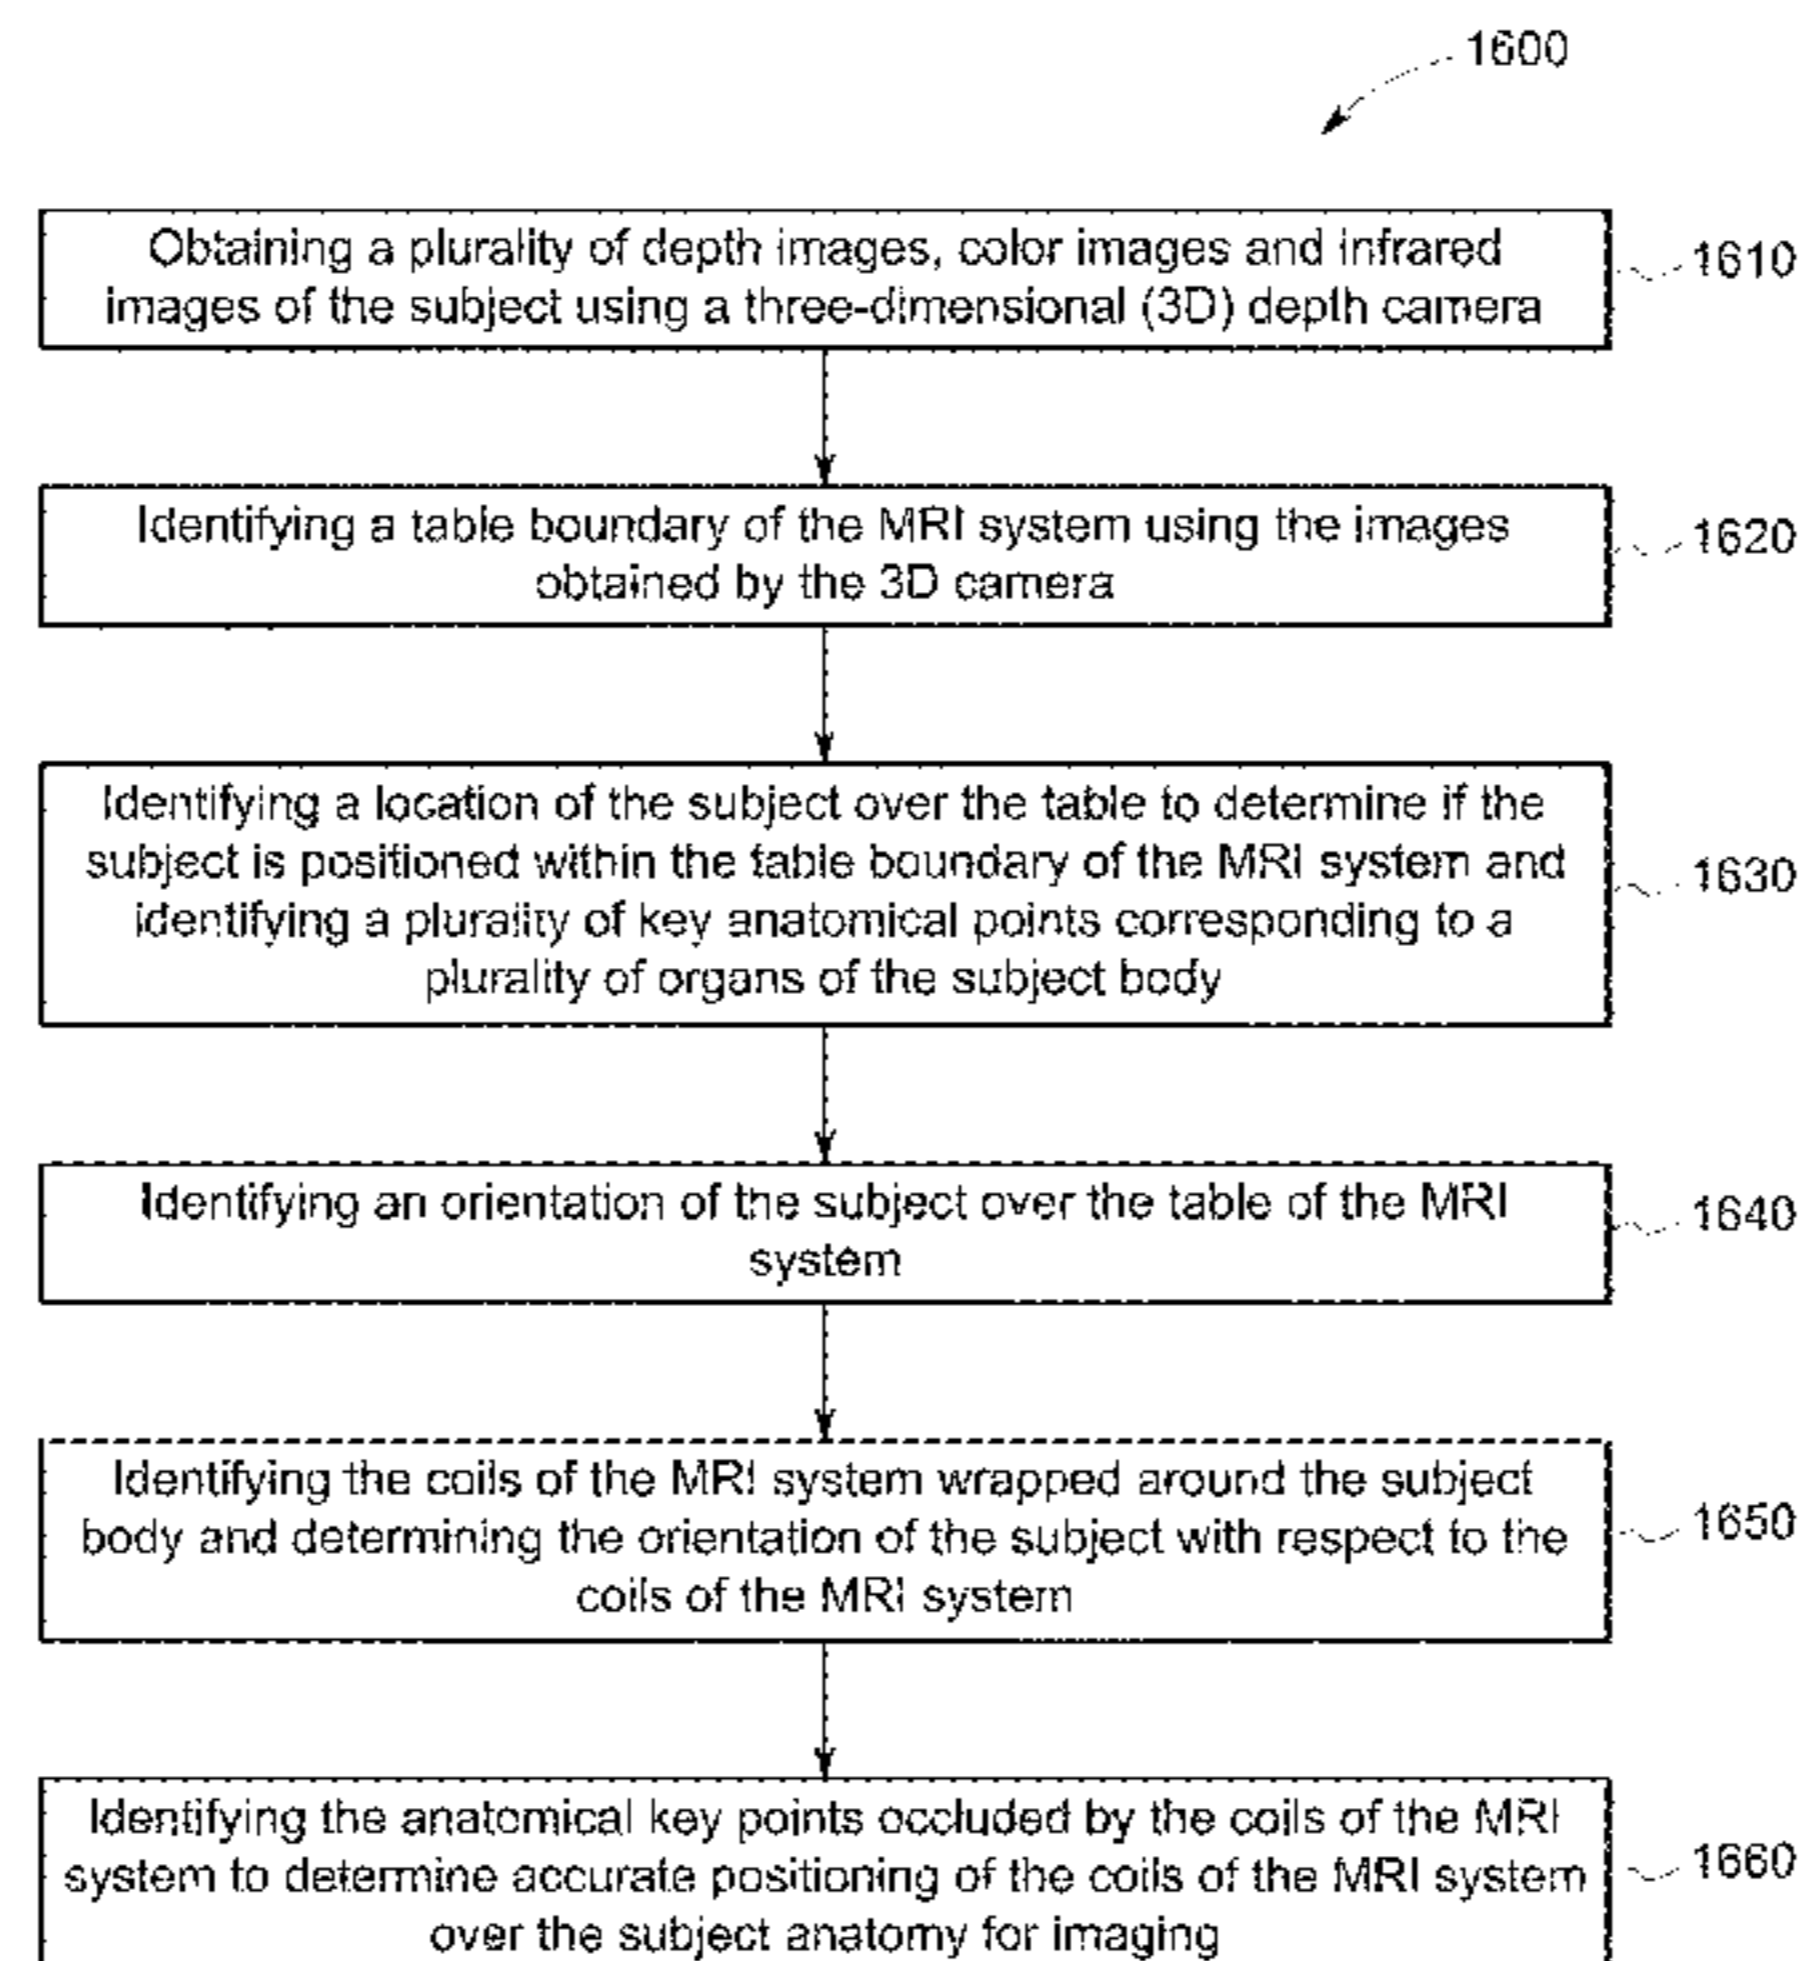 1600
Obtaining a plurality of depth images, color images and infrared
images of the subject using a three-dimensional (3D) depth camera
1610
Identifying a table boundary of the MRI system using the images
obtained by the 3D camera
1620
Identifying a location of the subject over the table to determine if the
subject is positioned within the table boundary of the MRI system and
identifying a plurality of key anatomical points corresponding to a
plurality of organs of the subject body
1630
Identifying an orientation of the subject over the table of the MRI
system
1640
Identifying the coils of the MRI system wrapped around the subject
body and determining the orientation of the subject with respect to the
coils of the MRI system
1650
Identifying the anatomical key points occluded by the coils of the MRI
system to determine accurate positioning of the coils of the MRI system
over the subject anatomy for imaging
1660